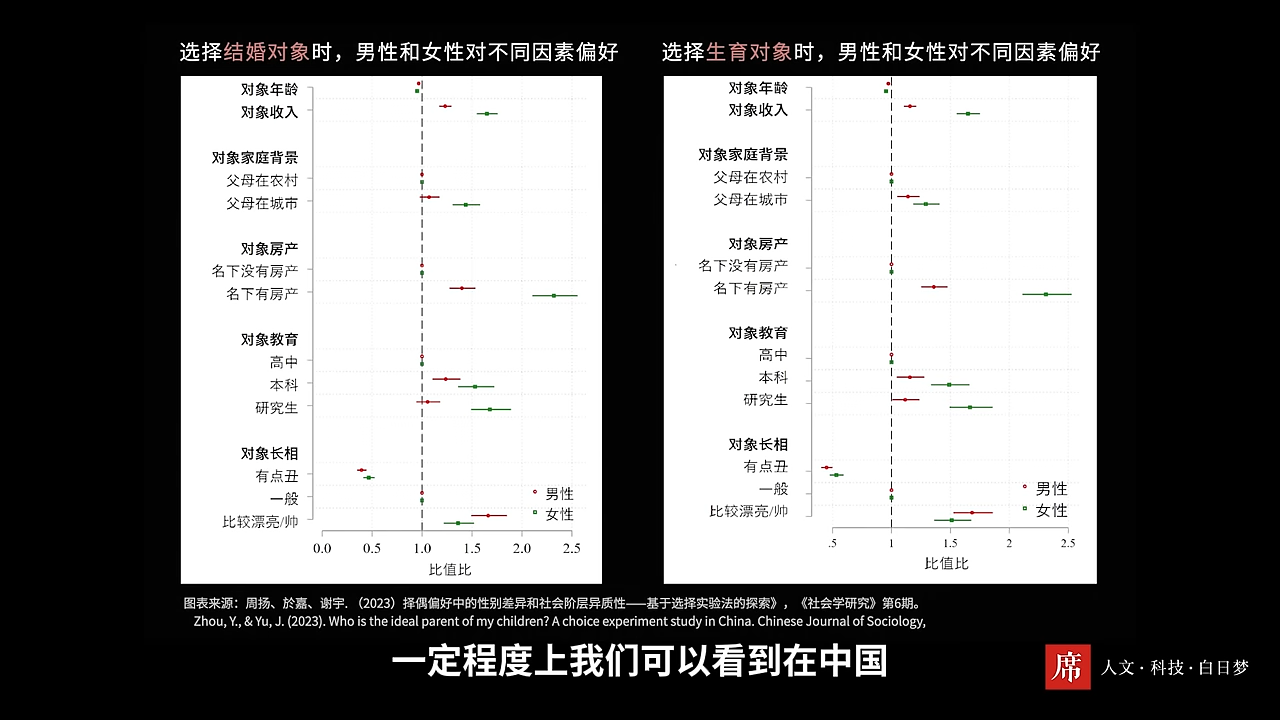 选择结婚对象时，男性和女性对不同因素偏好
对象年龄
对象收入
对象家庭背景
父母在农村
父母在城市
对象房产
名下没有房产
名下有房产
对象教育
高中
本科
研究生
对象长相
有点丑
一般
比较漂亮/帅
男性
女性
0.0 0.5 1.0 1.5 2.0 2.5
比值比
选择生育对象时，男性和女性对不同因素偏好
对象年龄
对象收入
对象家庭背景
父母在农村
父母在城市
对象房产
名下没有房产
名下有房产
对象教育
高中
本科
研究生
对象长相
有点丑
一般
比较漂亮/帅
男性
女性
.5 1 1.5 2 2.5
比值比
图表来源：周扬、於嘉、谢宇.（2023）择偶偏好中的性别差异和社会阶层异质性——基于选择实验法的探索》，《社会学研究》第6期。
Zhou, Y., & Yu, J. (2023). Who is the ideal parent of my children? A choice experiment study in China. Chinese Journal of Sociology,
一定程度上我们可以看到在中国
席 人文·科技·白日梦